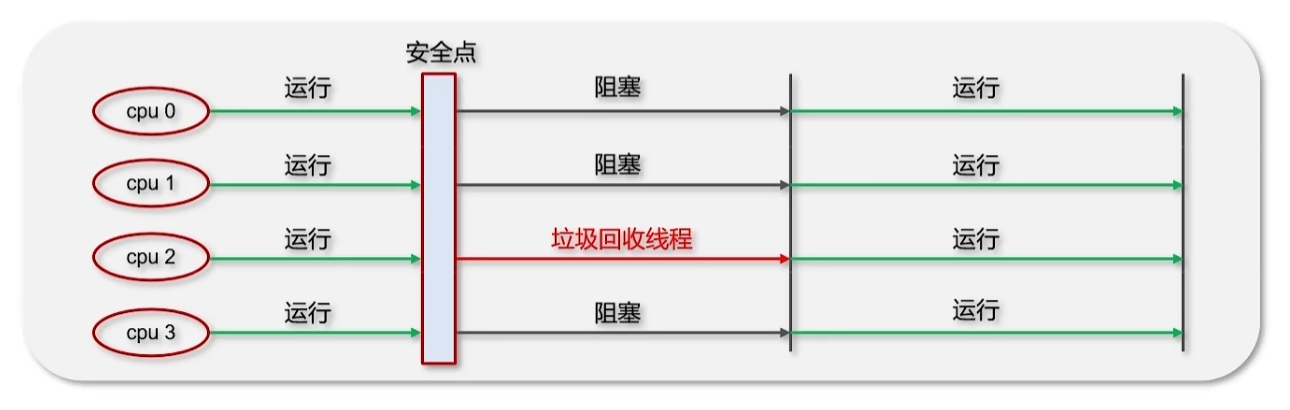 安全点
cpu 0 运行 阻塞 运行
cpu 1 运行 阻塞 运行
cpu 2 运行 垃圾回收线程 运行
cpu 3 运行 阻塞 运行